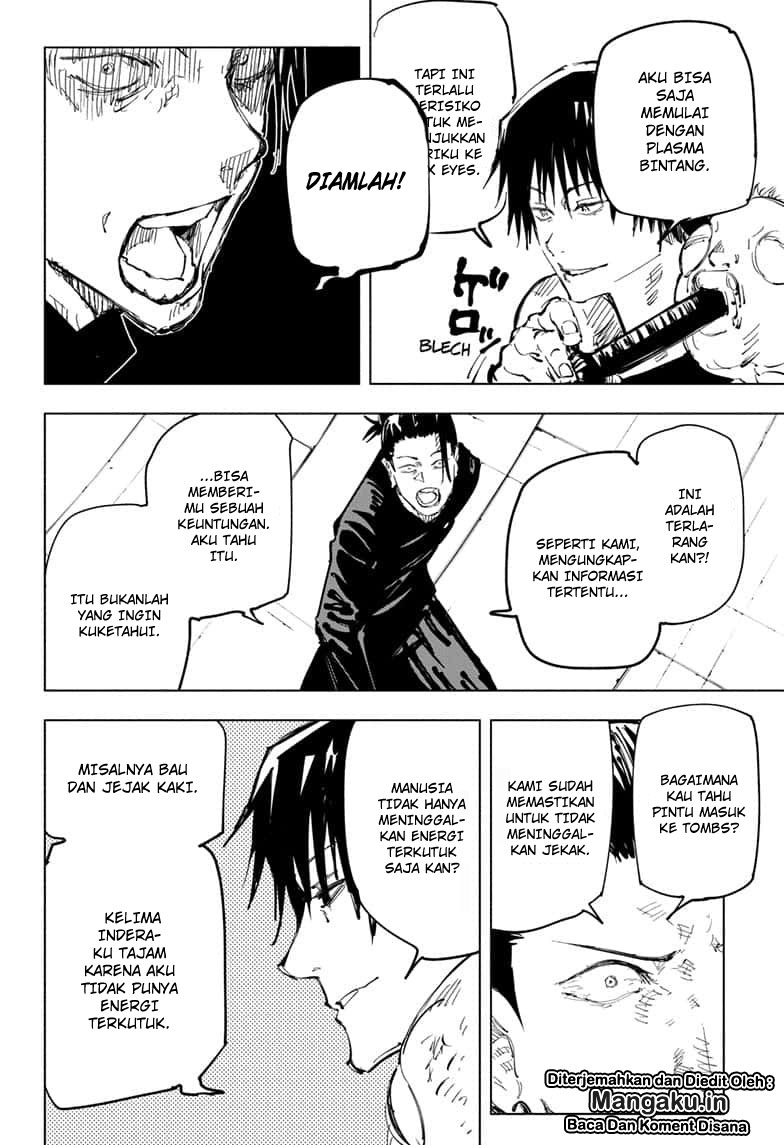 AKU BISA
SAJA
MEMULAI
DENGAN
PLASMA
BINTANG.
TAPI INI
TERLALU
ERISIKO
TUK ME-
NJUKKAN
RIKU KE
X EYES.
ゲロ
BLECH
DIAMLAH!
INI
ADALAH
TERLA-
RANG
KAN?!
SEPERTI KAMI,
MENGUNGKAP-
KAN INFORMASI
TERTENTU...
...BISA
MEMBERI-
MU SEBUAH
KEUNTUNGAN.
AKU TAHU
ITU.
ITU BUKANLAH
YANG INGIN
KUKETAHUI.
BAGAIMANA
KAU TAHU
PINTU MASUK
KE TOMBS?
KAMI SUDAH
MEMASTIKAN
UNTUK TIDAK
MENINGGAL-
KAN JEKAK.
MANUSIA
TIDAK HANYA
MENINGGAL-
KAN ENERGI
TERKUTUK
SAJA KAN?
MISALNYA BAU
DAN JEJAK KAKI.
KELIMA
INDERA-
KU TAJAM
KARENA AKU
TIDAK PUNYA
ENERGI
TERKUTUK.
Diterjemahkan dan Diedit Oleh :
Mangaku.in
Baca Dan Koment Disana